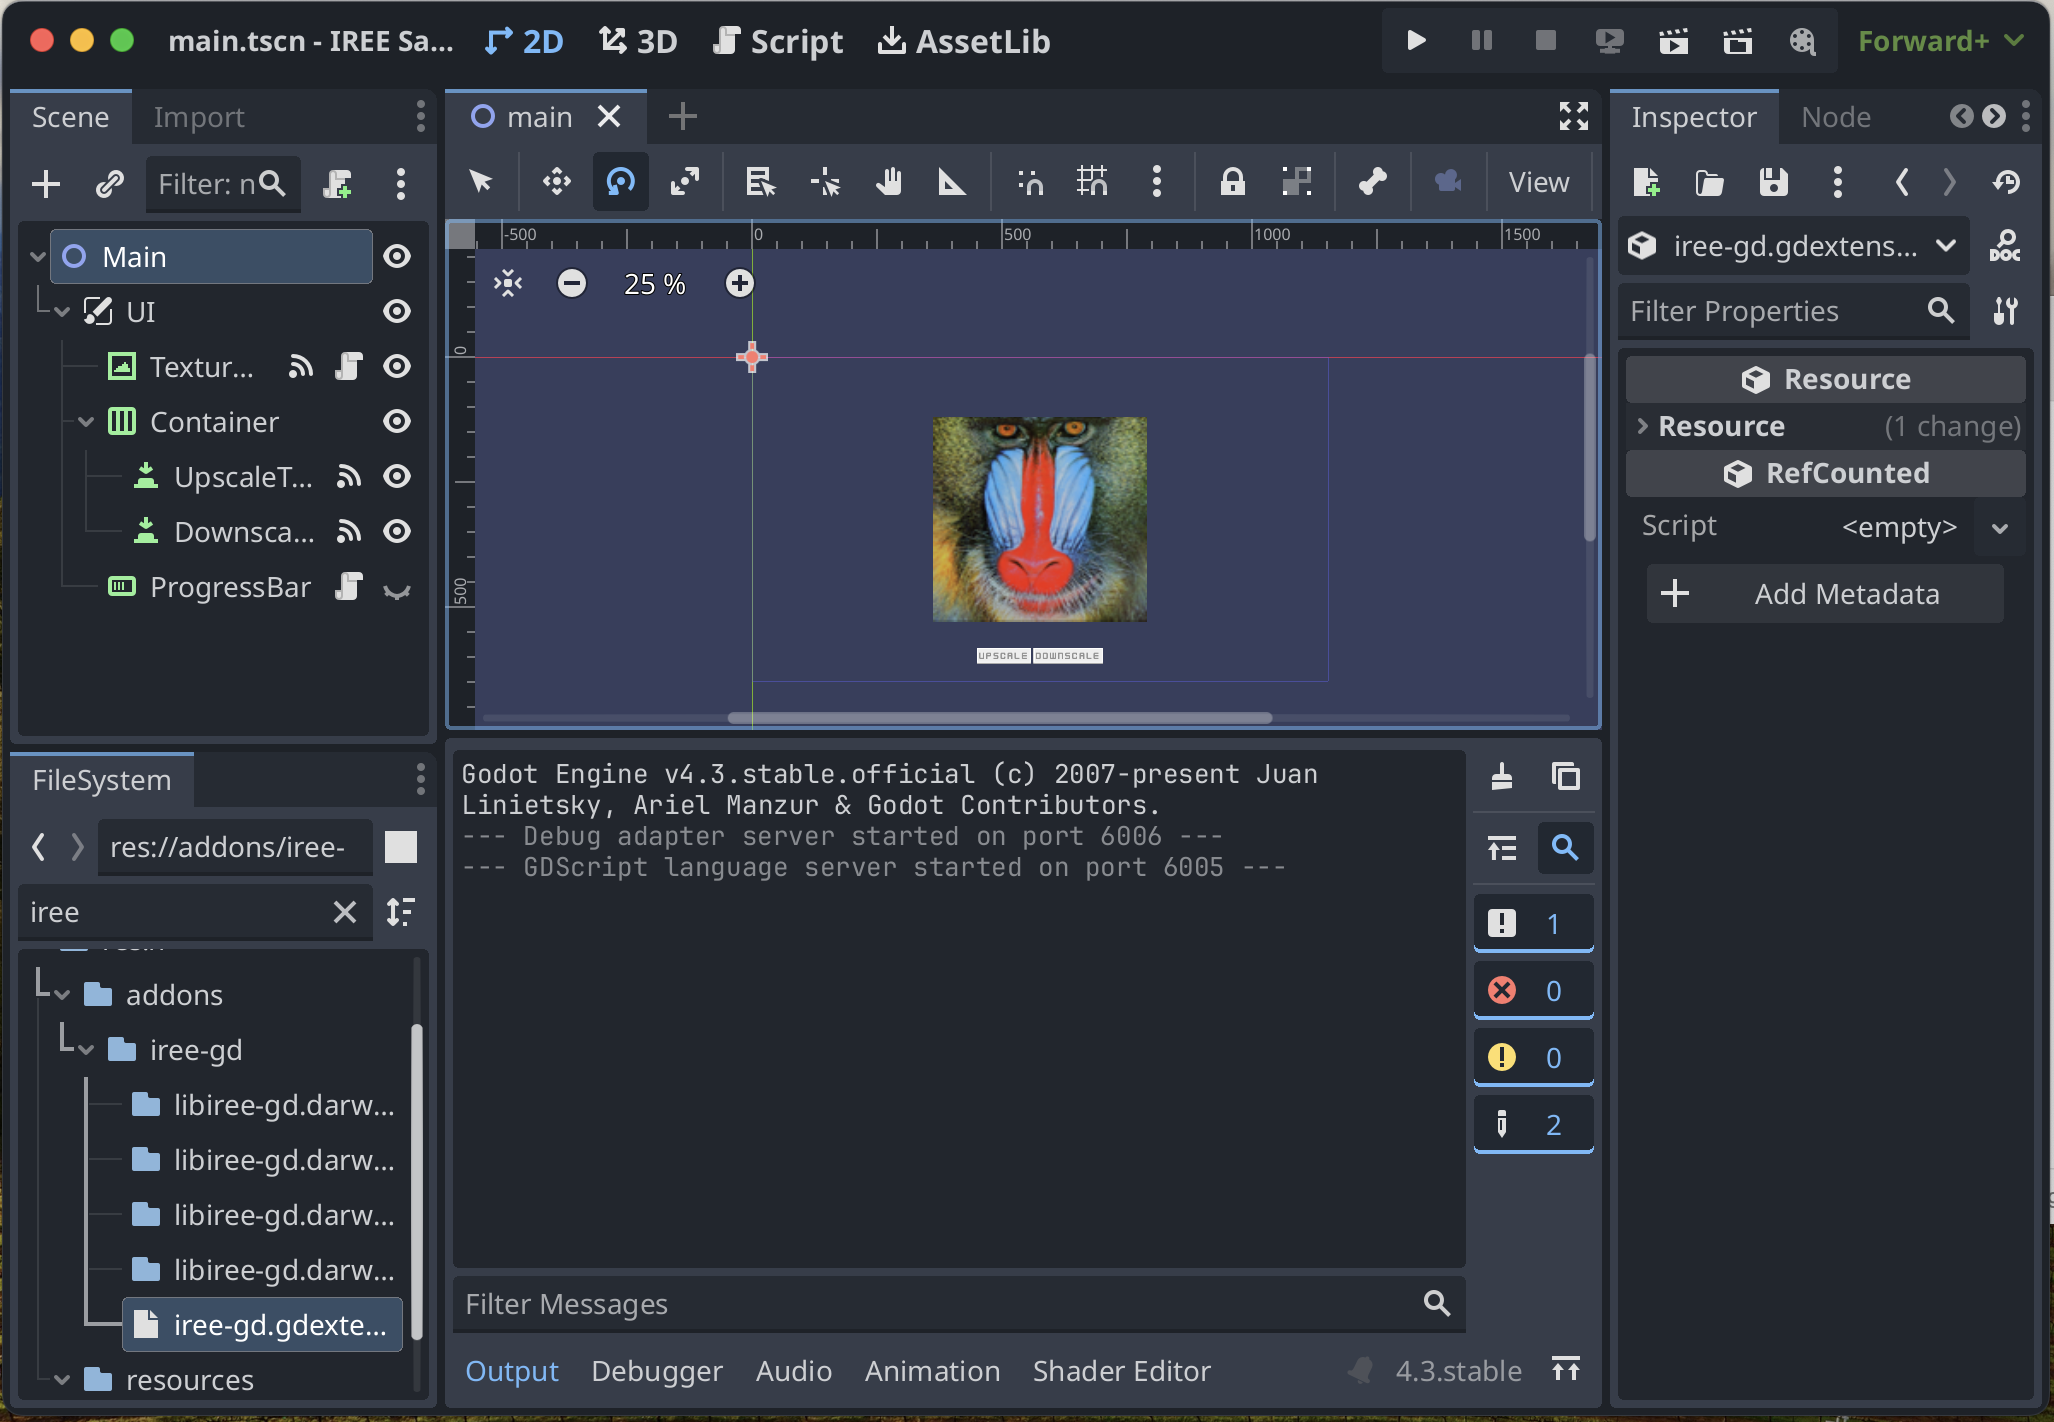 main.tscn - IREE Sa...
2D
3D
Script
AssetLib
Forward+
Scene
Import
Filter: n
Main
UI
Textur...
Container
UpscaleT...
Downsca...
ProgressBar
main
View
-500
0
500
1000
1500
25 %
0
500
UPSCALE
DOWNSCALE
Inspector
Node
iree-gd.gdextens...
DOC
Filter Properties
Resource
Resource (1 change)
RefCounted
Script <empty>
Add Metadata
FileSystem
res://addons/iree-
iree
addons
iree-gd
libiree-gd.darw...
libiree-gd.darw...
libiree-gd.darw...
libiree-gd.darw...
iree-gd.gdexte...
resources
Godot Engine v4.3.stable.official (c) 2007-present Juan
Linietsky, Ariel Manzur & Godot Contributors.
--- Debug adapter server started on port 6006 ---
--- GDScript language server started on port 6005 ---
1
0
0
2
Filter Messages
Output
Debugger
Audio
Animation
Shader Editor
4.3.stable